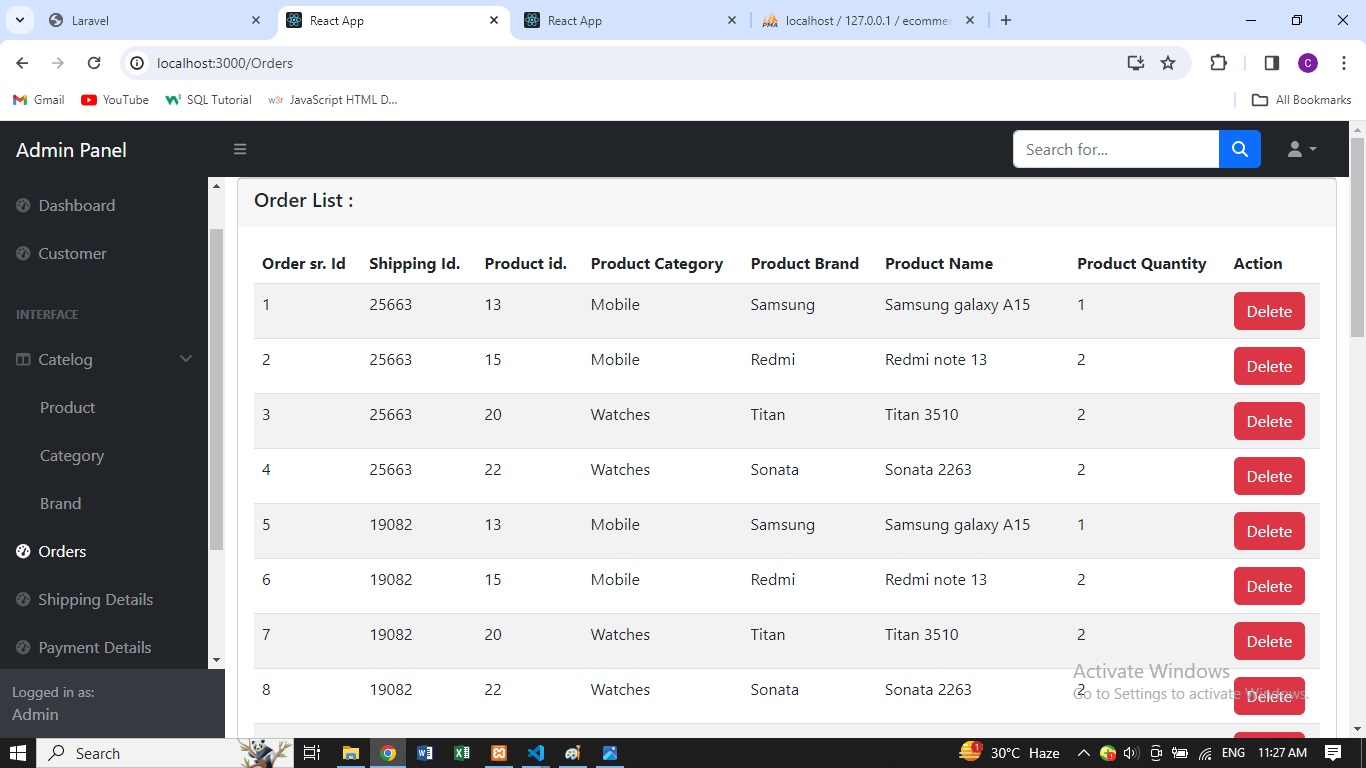 Laravel
React App
React App
localhost / 127.0.0.1 / ecomme
localhost:3000/Orders
C
Gmail
YouTube
SQL Tutorial
JavaScript HTML D...
All Bookmarks
Admin Panel
Search for...
Dashboard
Customer
INTERFACE
Catelog
Product
Category
Brand
Orders
Shipping Details
Payment Details
Logged in as:
Admin
Order List :
Order sr. Id Shipping Id. Product id. Product Category Product Brand Product Name Product Quantity Action
1 25663 13 Mobile Samsung Samsung galaxy A15 1 Delete
2 25663 15 Mobile Redmi Redmi note 13 2 Delete
3 25663 20 Watches Titan Titan 3510 2 Delete
4 25663 22 Watches Sonata Sonata 2263 2 Delete
5 19082 13 Mobile Samsung Samsung galaxy A15 1 Delete
6 19082 15 Mobile Redmi Redmi note 13 2 Delete
7 19082 20 Watches Titan Titan 3510 2 Delete
8 19082 22 Watches Sonata Sonata 2263 2 Delete
Activate Windows
Go to Settings to activate Windows.
Search
1
30°C Haze
ENG
11:27 AM